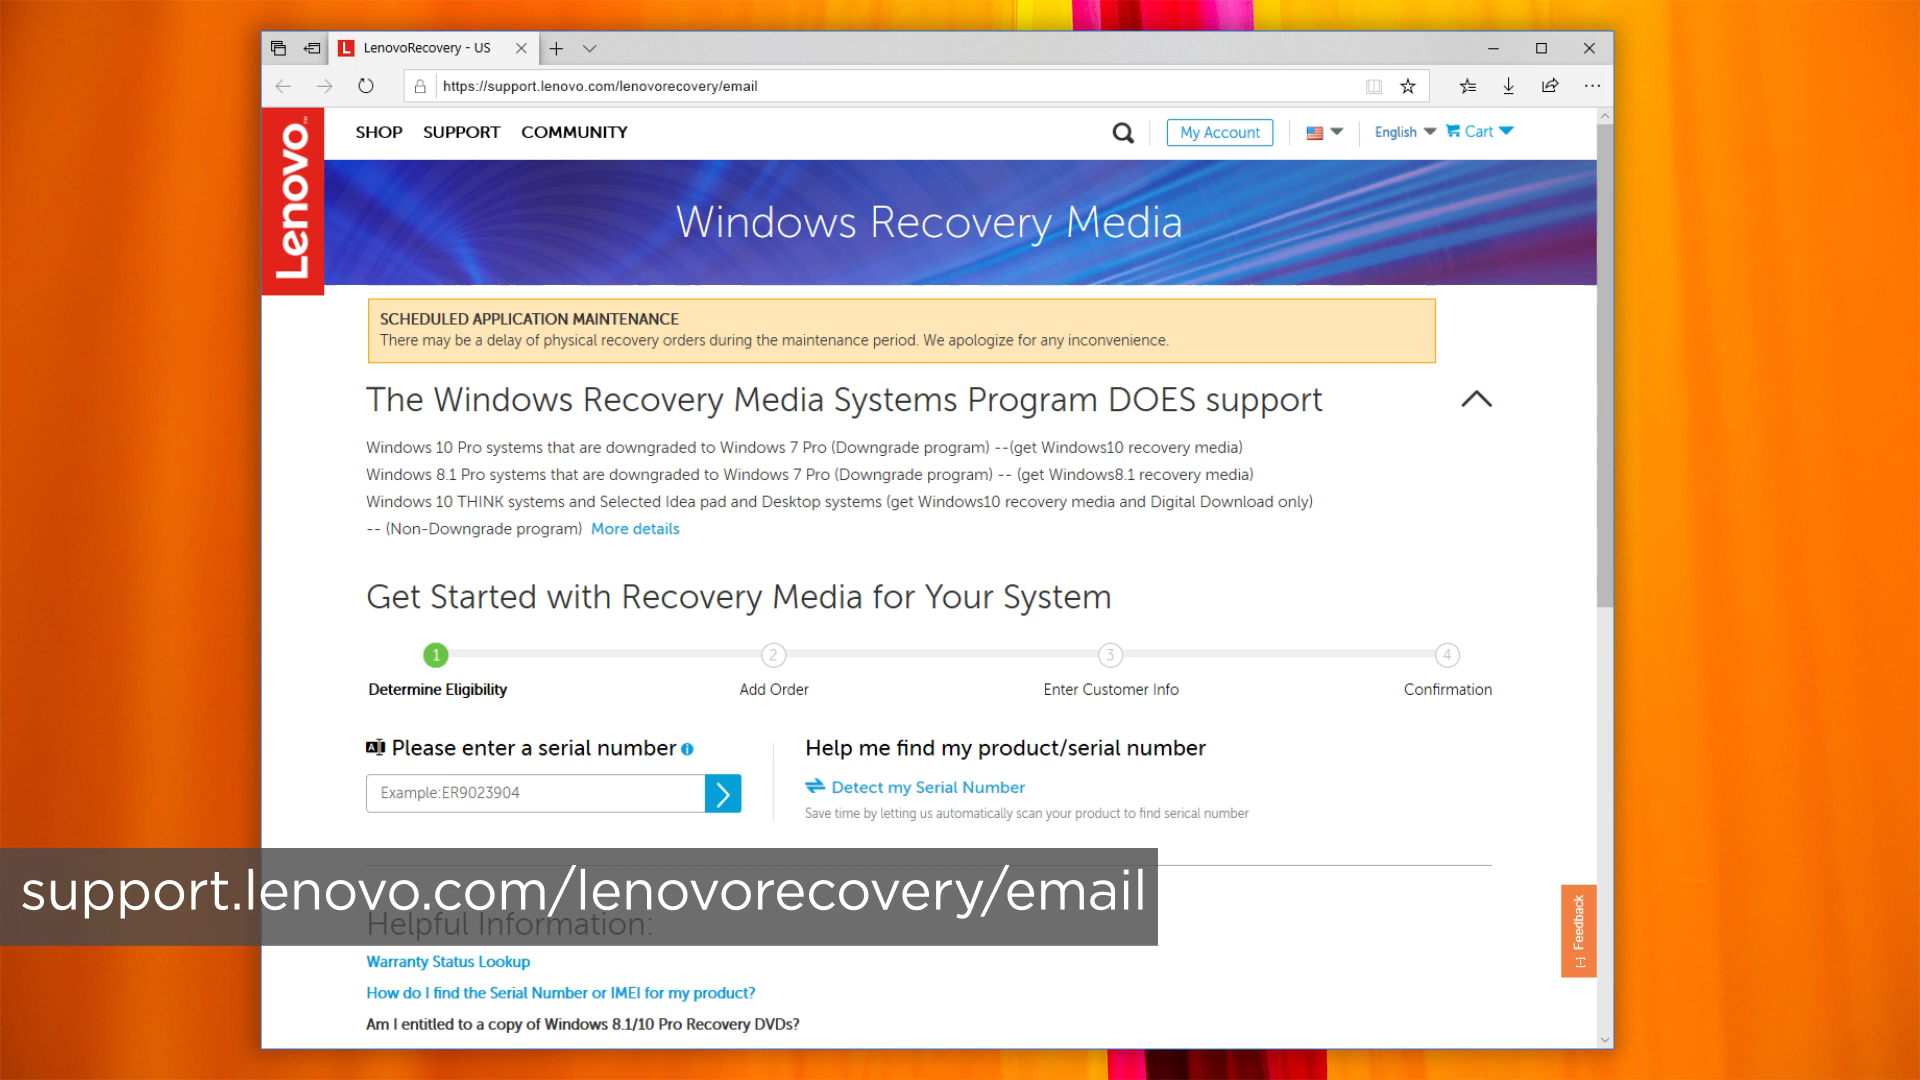 LenovoRecovery - US
https://support.lenovo.com/lenovorecovery/email
Lenovo™
SHOP SUPPORT COMMUNITY
My Account
English
Cart
Windows Recovery Media
SCHEDULED APPLICATION MAINTENANCE
There may be a delay of physical recovery orders during the maintenance period. We apologize for any inconvenience.
The Windows Recovery Media Systems Program DOES support
Windows 10 Pro systems that are downgraded to Windows 7 Pro (Downgrade program) --(get Windows10 recovery media)
Windows 8.1 Pro systems that are downgraded to Windows 7 Pro (Downgrade program) -- (get Windows8.1 recovery media)
Windows 10 THINK systems and Selected Idea pad and Desktop systems (get Windows10 recovery media and Digital Download only)
-- (Non-Downgrade program) More details
Get Started with Recovery Media for Your System
1 2 3 4
Determine Eligibility Add Order Enter Customer Info Confirmation
Please enter a serial number
Example:ER9023904
Help me find my product/serial number
Detect my Serial Number
Save time by letting us automatically scan your product to find serical number
support.lenovo.com/lenovorecovery/email
Helpful Information:
Warranty Status Lookup
How do I find the Serial Number or IMEI for my product?
Am I entitled to a copy of Windows 8.1/10 Pro Recovery DVDs?
[-] Feedback